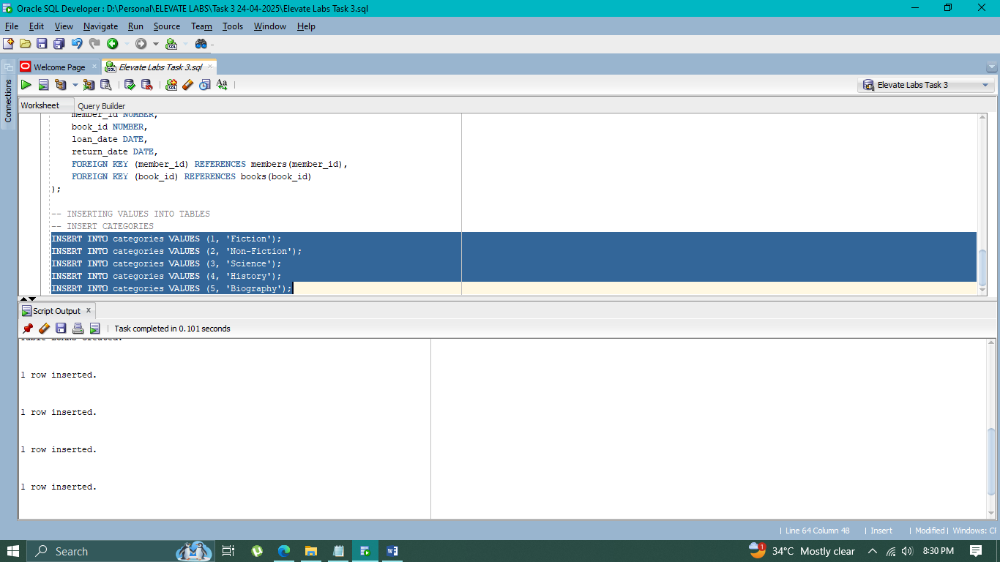 Oracle SQL Developer : D:\Personal\ELEVATE LABS\Task 3 24-04-2025\Elevate Labs Task 3.sql
File Edit View Navigate Run Source Team Tools Window Help
Welcome Page
Elevate Labs Task 3.sql
Connections
Elevate Labs Task 3
Worksheet Query Builder
member_id NUMBER,
book_id NUMBER,
loan_date DATE,
return_date DATE,
FOREIGN KEY (member_id) REFERENCES members(member_id),
FOREIGN KEY (book_id) REFERENCES books(book_id)
);
-- INSERTING VALUES INTO TABLES
-- INSERT CATEGORIES
INSERT INTO categories VALUES (1, 'Fiction');
INSERT INTO categories VALUES (2, 'Non-Fiction');
INSERT INTO categories VALUES (3, 'Science');
INSERT INTO categories VALUES (4, 'History');
INSERT INTO categories VALUES (5, 'Biography');
Script Output
Task completed in 0.101 seconds
Table LOANS created.
1 row inserted.
1 row inserted.
1 row inserted.
1 row inserted.
Line 64 Column 48 Insert Modified Windows: CR
Search
34°C Mostly clear 8:30 PM